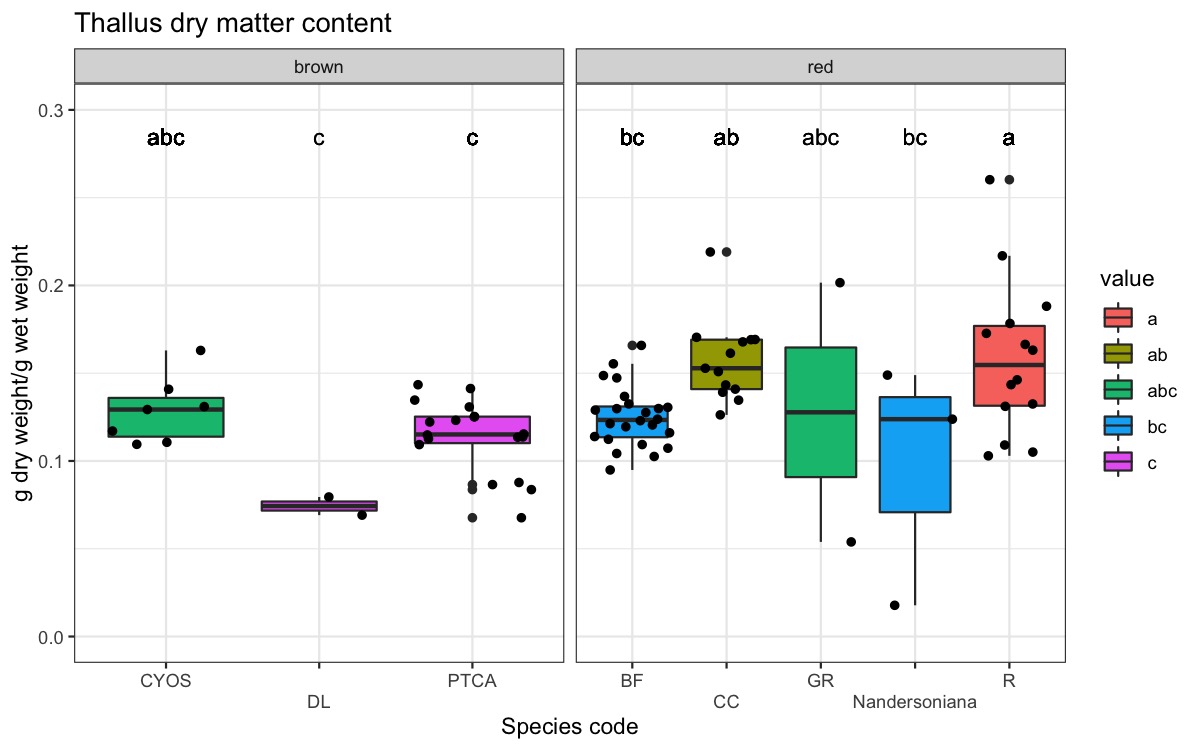 Thallus dry matter content
brown
red
g dry weight/g wet weight
0.3
0.2
0.1
0.0
abc
c
c
bc
ab
abc
bc
a
CYOS
DL
PTCA
BF
CC
GR
Nandersoniana
R
Species code
value
a
ab
abc
bc
c